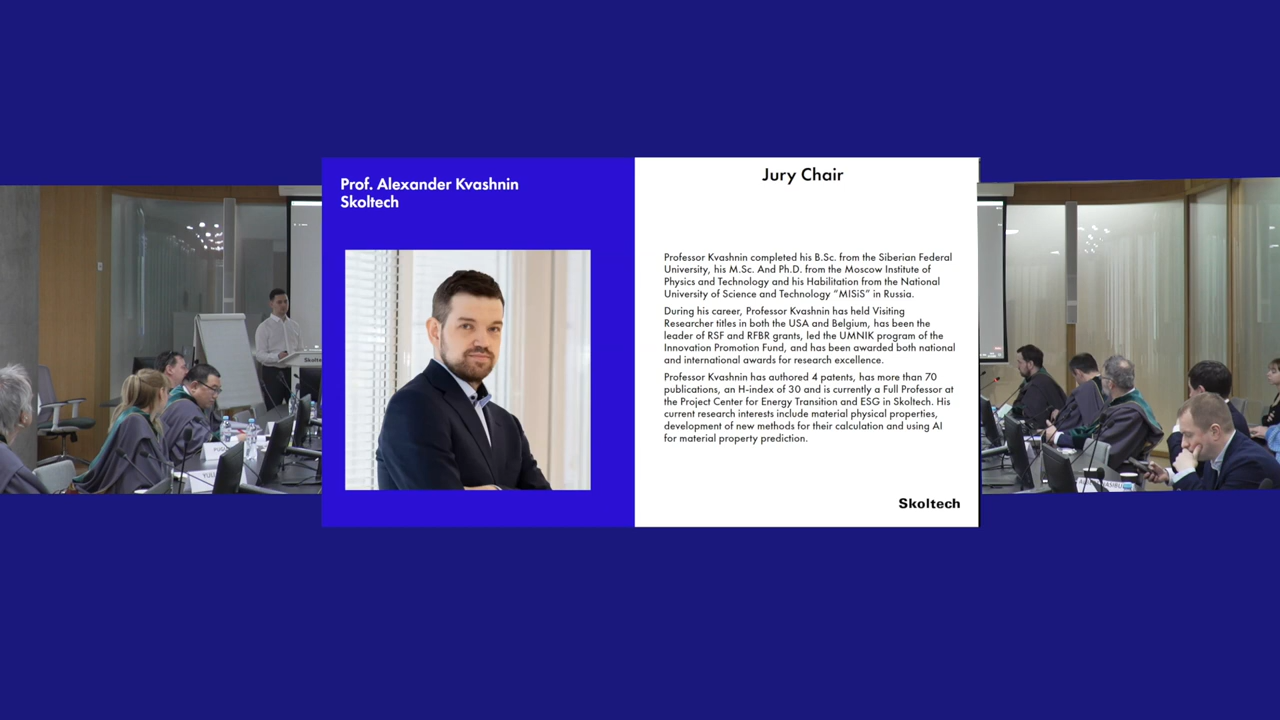 Prof. Alexander Kvashnin
Skoltech
Jury Chair
Professor Kvashnin completed his B.Sc. from the Siberian Federal
University, his M.Sc. And Ph.D. from the Moscow Institute of
Physics and Technology and his Habilitation from the National
University of Science and Technology “MISiS” in Russia.
During his career, Professor Kvashnin has held Visiting
Researcher titles in both the USA and Belgium, has been the
leader of RSF and RFBR grants, led the UMNIK program of the
Innovation Promotion Fund, and has been awarded both national
and international awards for research excellence.
Professor Kvashnin has authored 4 patents, has more than 70
publications, an H-index of 30 and is currently a Full Professor at
the Project Center for Energy Transition and ESG in Skoltech. His
current research interests include material physical properties,
development of new methods for their calculation and using AI
for material property prediction.
Skoltech